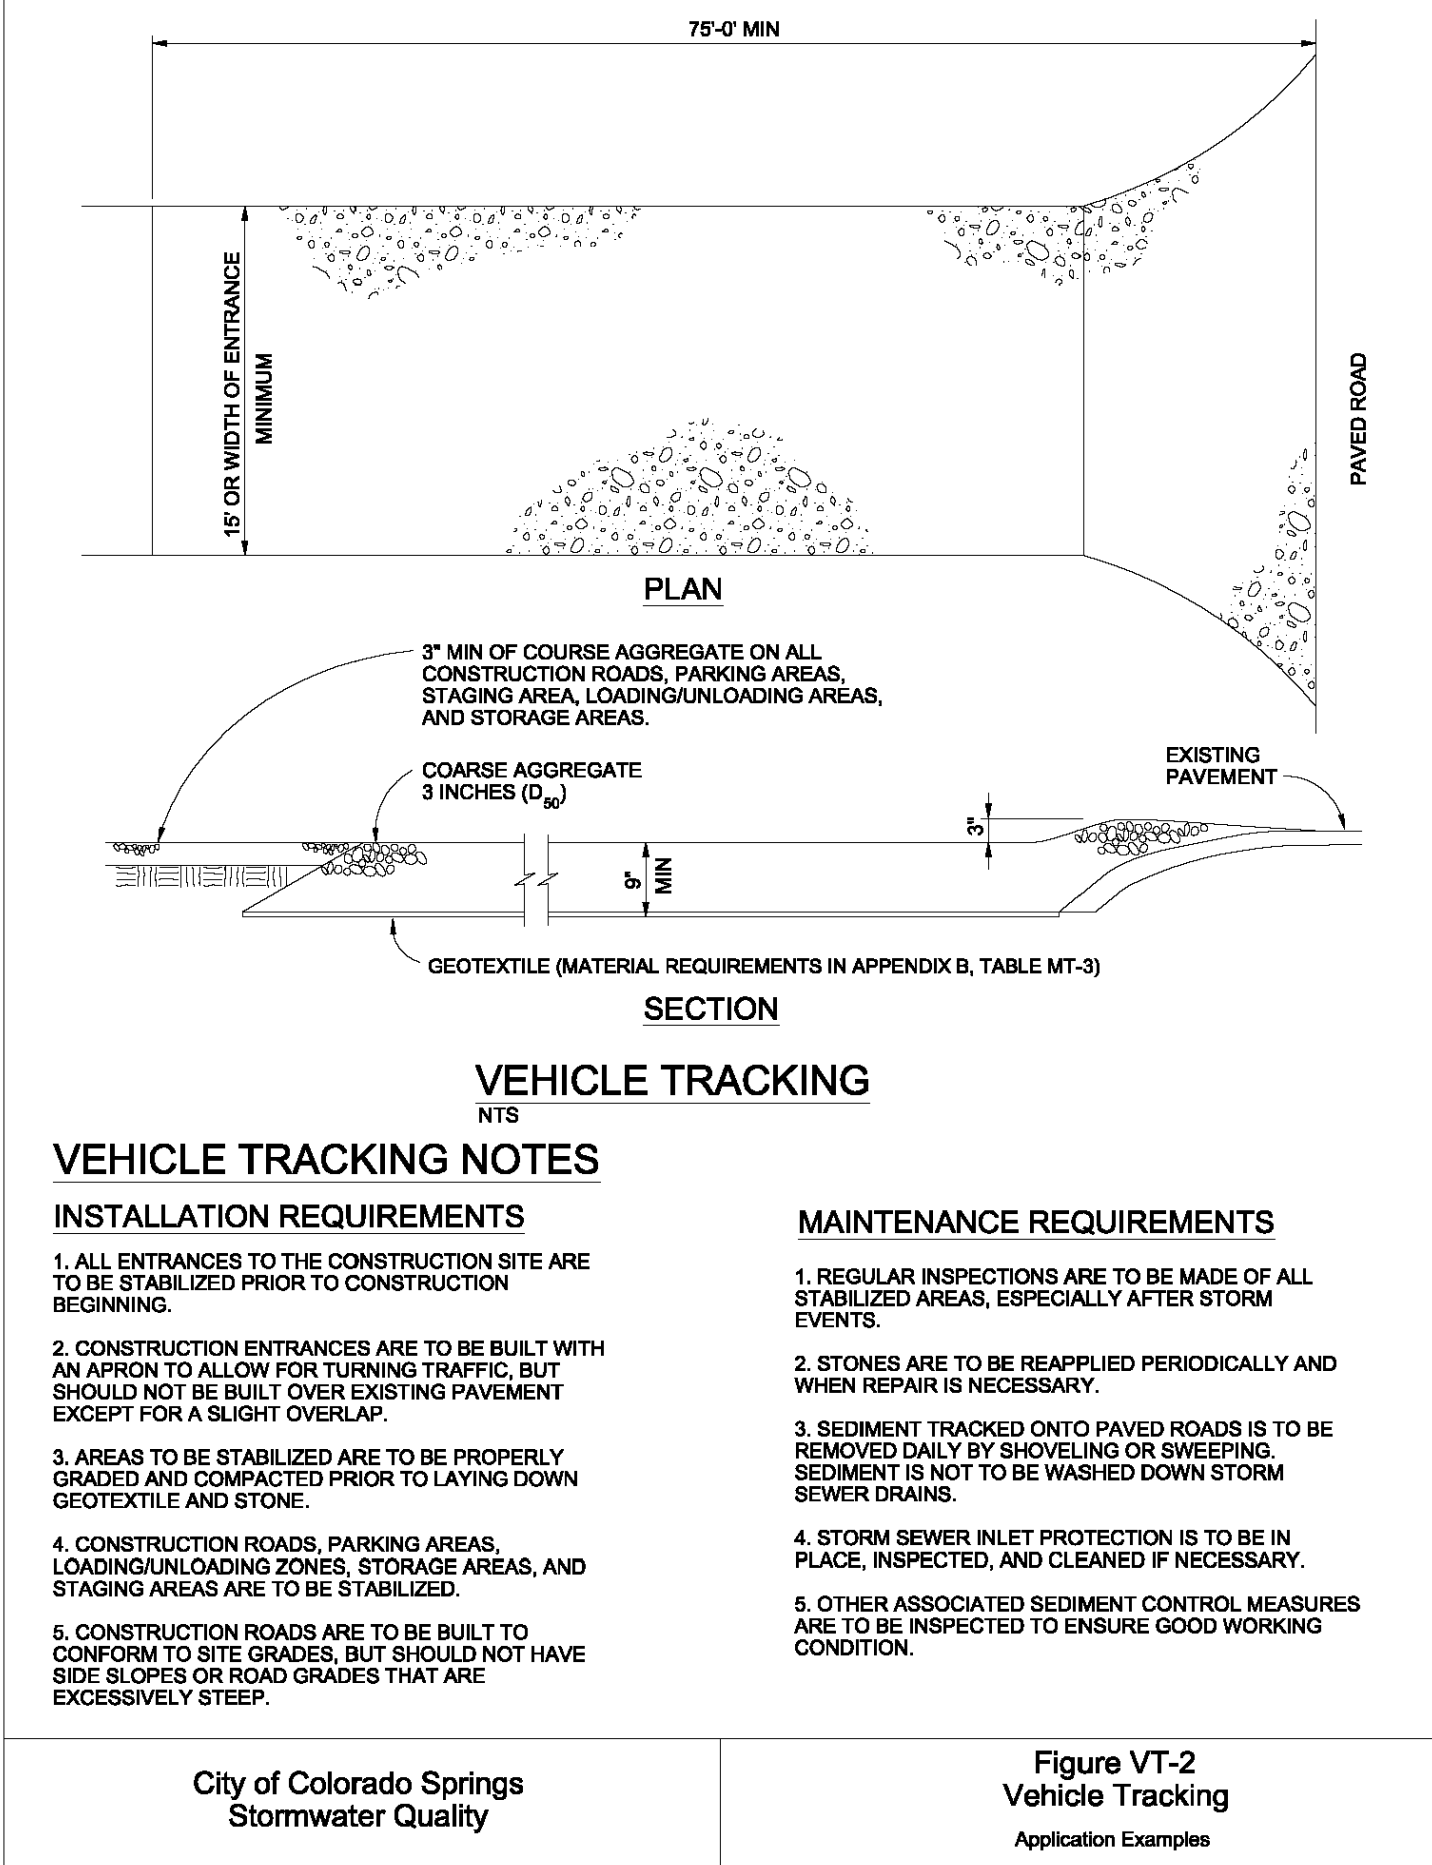 75'-0' MIN
15' OR WIDTH OF ENTRANCE
MINIMUM
PAVED ROAD
PLAN
3" MIN OF COURSE AGGREGATE ON ALL
CONSTRUCTION ROADS, PARKING AREAS,
STAGING AREA, LOADING/UNLOADING AREAS,
AND STORAGE AREAS.
COARSE AGGREGATE
3 INCHES (D50)
EXISTING
PAVEMENT
3"
9"
MIN
GEOTEXTILE (MATERIAL REQUIREMENTS IN APPENDIX B, TABLE MT-3)
SECTION
VEHICLE TRACKING
NTS
VEHICLE TRACKING NOTES
INSTALLATION REQUIREMENTS
1. ALL ENTRANCES TO THE CONSTRUCTION SITE ARE
TO BE STABILIZED PRIOR TO CONSTRUCTION
BEGINNING.
2. CONSTRUCTION ENTRANCES ARE TO BE BUILT WITH
AN APRON TO ALLOW FOR TURNING TRAFFIC, BUT
SHOULD NOT BE BUILT OVER EXISTING PAVEMENT
EXCEPT FOR A SLIGHT OVERLAP.
3. AREAS TO BE STABILIZED ARE TO BE PROPERLY
GRADED AND COMPACTED PRIOR TO LAYING DOWN
GEOTEXTILE AND STONE.
4. CONSTRUCTION ROADS, PARKING AREAS,
LOADING/UNLOADING ZONES, STORAGE AREAS, AND
STAGING AREAS ARE TO BE STABILIZED.
5. CONSTRUCTION ROADS ARE TO BE BUILT TO
CONFORM TO SITE GRADES, BUT SHOULD NOT HAVE
SIDE SLOPES OR ROAD GRADES THAT ARE
EXCESSIVELY STEEP.
MAINTENANCE REQUIREMENTS
1. REGULAR INSPECTIONS ARE TO BE MADE OF ALL
STABILIZED AREAS, ESPECIALLY AFTER STORM
EVENTS.
2. STONES ARE TO BE REAPPLIED PERIODICALLY AND
WHEN REPAIR IS NECESSARY.
3. SEDIMENT TRACKED ONTO PAVED ROADS IS TO BE
REMOVED DAILY BY SHOVELING OR SWEEPING.
SEDIMENT IS NOT TO BE WASHED DOWN STORM
SEWER DRAINS.
4. STORM SEWER INLET PROTECTION IS TO BE IN
PLACE, INSPECTED, AND CLEANED IF NECESSARY.
5. OTHER ASSOCIATED SEDIMENT CONTROL MEASURES
ARE TO BE INSPECTED TO ENSURE GOOD WORKING
CONDITION.
City of Colorado Springs
Stormwater Quality
Figure VT-2
Vehicle Tracking
Application Examples